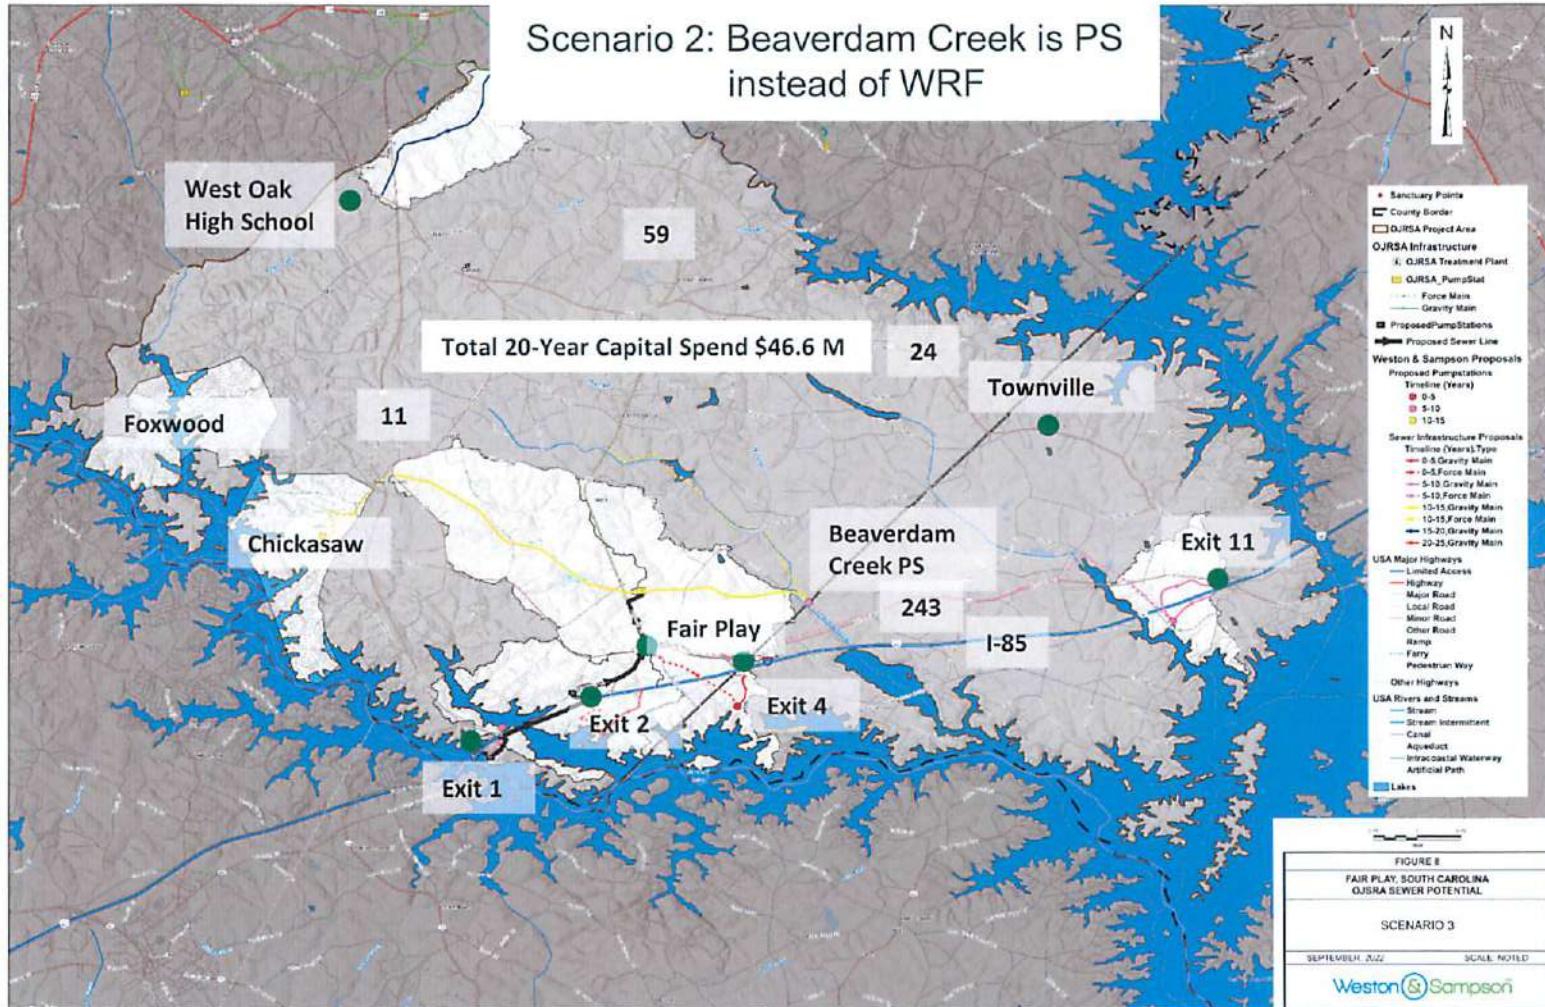 Scenario 2: Beaverdam Creek is PS
instead of WRF
N
West Oak
High School
59
Total 20-Year Capital Spend $46.6 M
24
Townville
Foxwood
11
Chickasaw
Beaverdam
Creek PS
Exit 11
243
Fair Play
I-85
Exit 4
Exit 2
Exit 1
Sanctuary Points
County Border
OJRSA Project Area
OJRSA Infrastructure
OJRSA Treatment Plant
OJRSA_PumpStat
Force Main
Gravity Main
ProposedPumpStations
Proposed Sewer Line
Weston & Sampson Proposals
Proposed Pumpstations
Timeline (Years)
0-5
5-10
10-15
Sewer Infrastructure Proposals
Timeline (Years),Type
0-5,Gravity Main
0-5,Force Main
5-10,Gravity Main
5-10,Force Main
10-15,Gravity Main
10-15,Force Main
15-20,Gravity Main
20-25,Gravity Main
USA Major Highways
Limited Access
Highway
Major Road
Local Road
Minor Road
Other Road
Ramp
Ferry
Pedestrian Way
Other Highways
USA Rivers and Streams
Stream
Stream Intermittent
Canal
Aqueduct
Intracoastal Waterway
Artificial Path
Lakes
FIGURE 8
FAIR PLAY, SOUTH CAROLINA
OJSRA SEWER POTENTIAL
SCENARIO 3
SEPTEMBER, 2022 SCALE: NOTED
Weston & Sampson